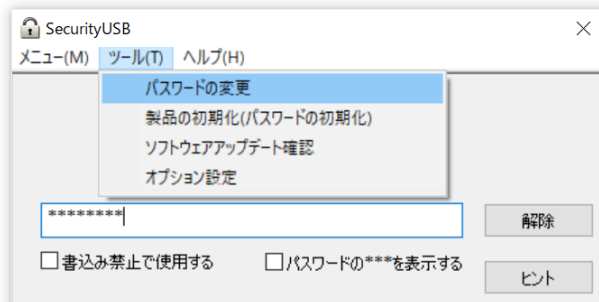 SecurityUSB
メニュー(M) ツール(T) ヘルプ(H)
パスワードの変更
製品の初期化(パスワードの初期化)
ソフトウェアアップデート確認
オプション設定
********
解除
書込み禁止で使用する
パスワードの***を表示する
ヒント